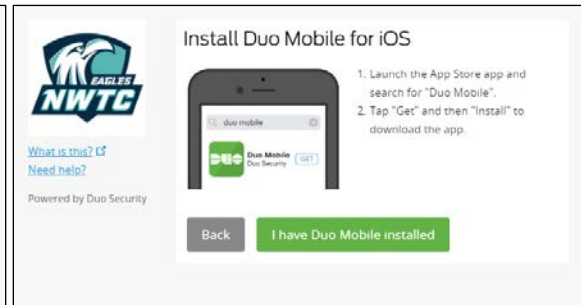 EAGLES
NWTC
What is this?
Need help?
Powered by Duo Security
Install Duo Mobile for iOS
duo mobile
DUO
Duo Mobile
Duo Security
GET
1. Launch the App Store app and
search for "Duo Mobile".
2. Tap "Get" and then "Install" to
download the app.
Back
I have Duo Mobile installed